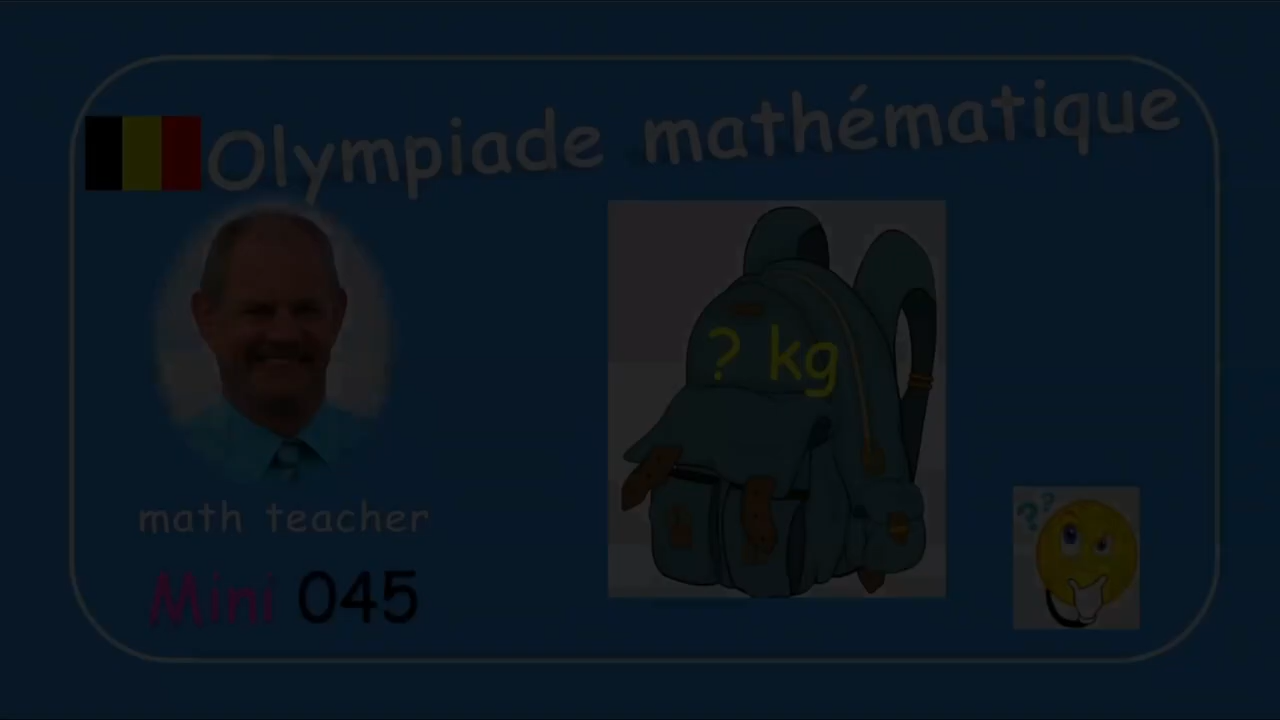 Olympiade mathématique
? kg
math teacher
Mini 045
? ?